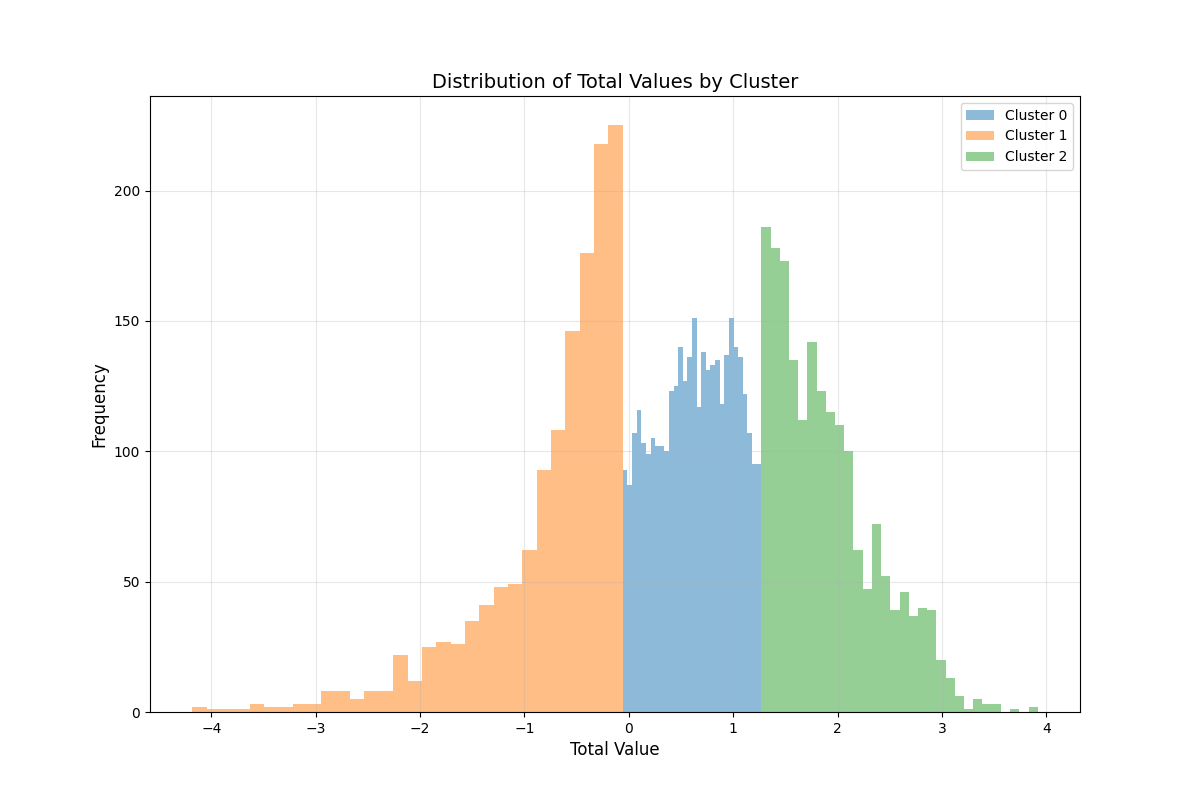 Distribution of Total Values by Cluster
Cluster 0
Cluster 1
Cluster 2
Frequency
200
150
100
50
0
−4 −3 −2 −1 0 1 2 3 4
Total Value